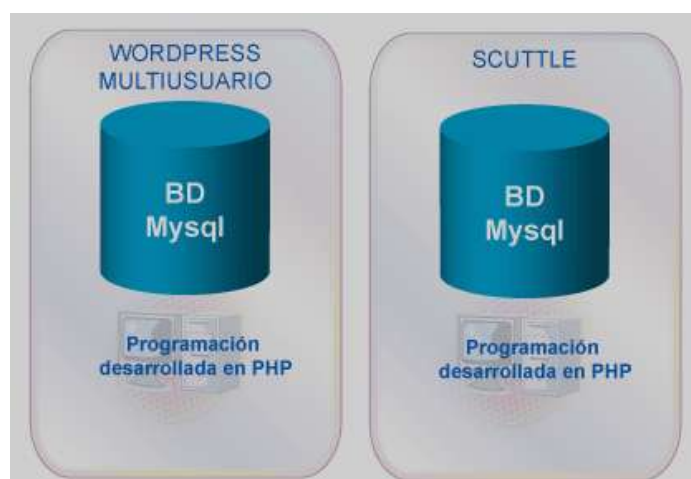 WORDPRESS
MULTIUSUARIO
BD
Mysql
Programación
desarrollada en PHP
SCUTTLE
BD
Mysql
Programación
desarrollada en PHP